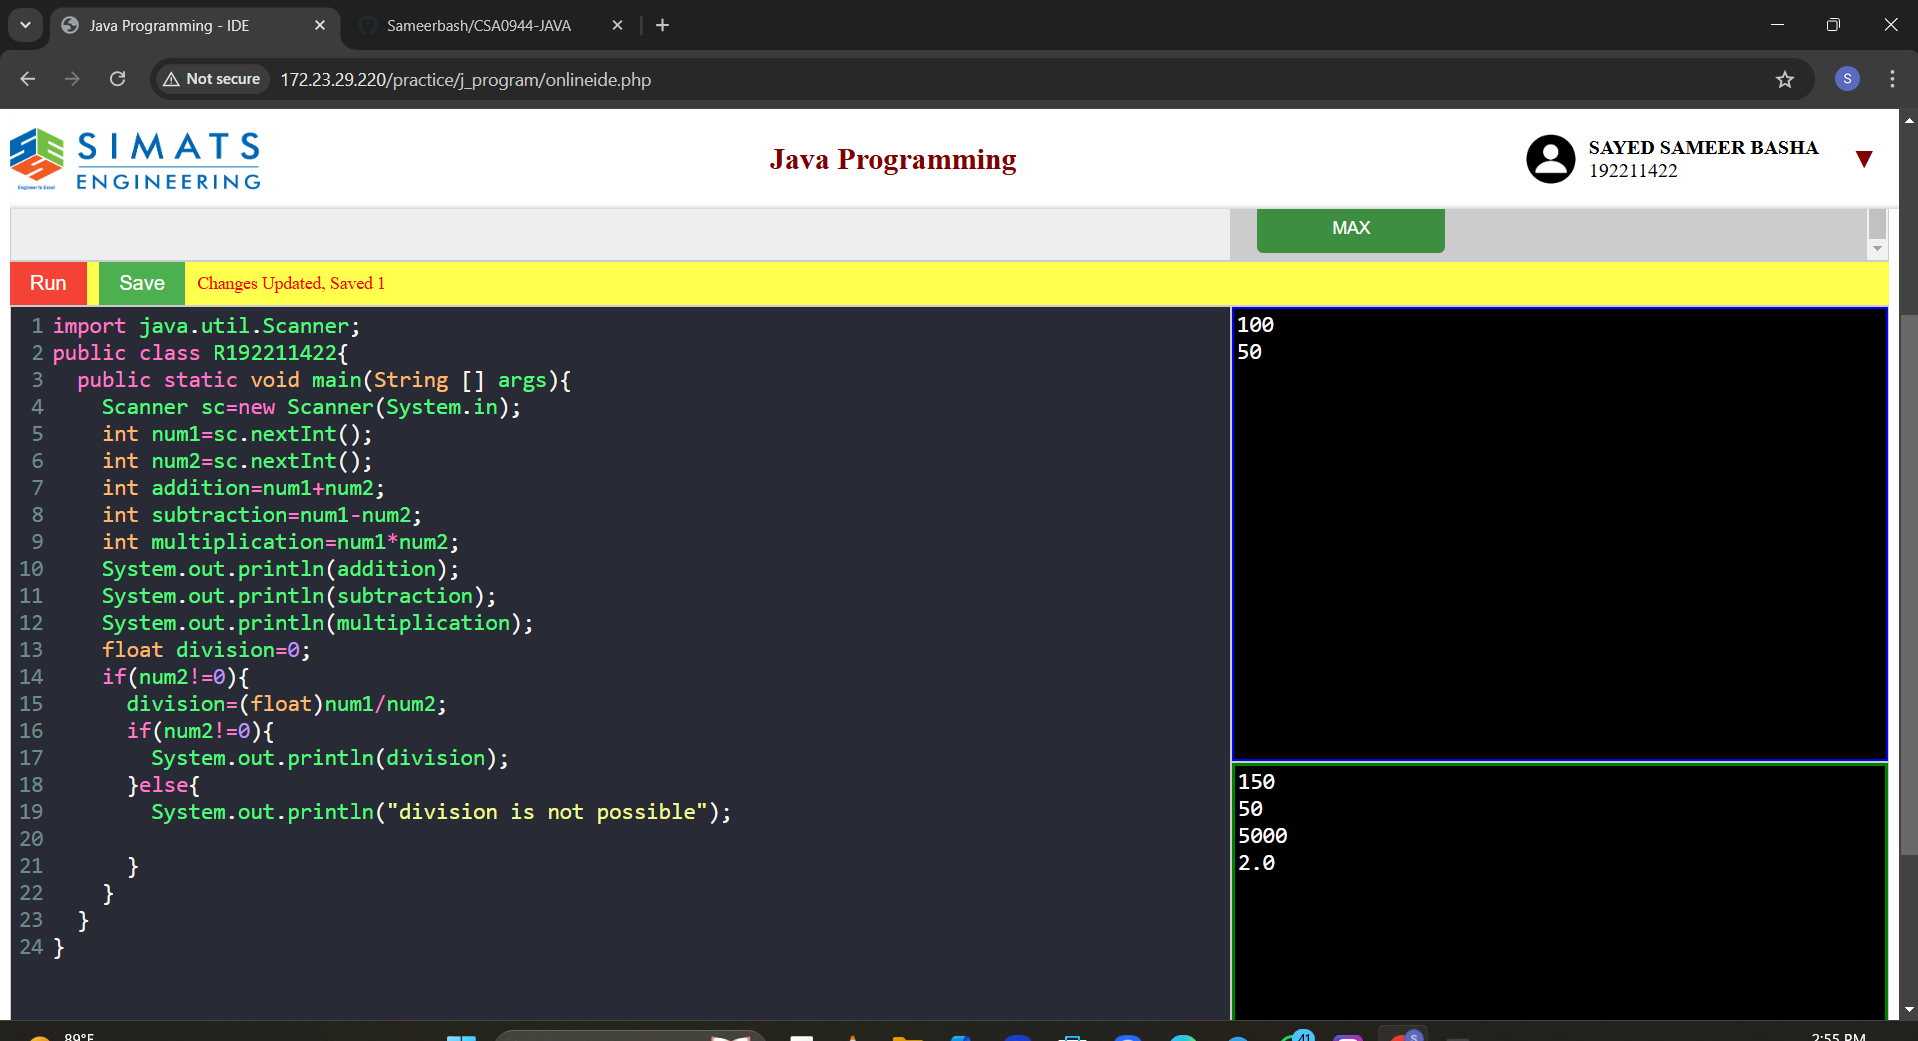 Java Programming - IDE
Sameerbash/CSA0944-JAVA
Not secure
172.23.29.220/practice/j_program/onlineide.php
S
SIMATS
ENGINEERING
Engineer to Excel
Java Programming
SAYED SAMEER BASHA
192211422
MAX
Run
Save
Changes Updated, Saved 1
1 import java.util.Scanner;
2 public class R192211422{
3   public static void main(String [] args){
4     Scanner sc=new Scanner(System.in);
5     int num1=sc.nextInt();
6     int num2=sc.nextInt();
7     int addition=num1+num2;
8     int subtraction=num1-num2;
9     int multiplication=num1*num2;
10     System.out.println(addition);
11     System.out.println(subtraction);
12     System.out.println(multiplication);
13     float division=0;
14     if(num2!=0){
15       division=(float)num1/num2;
16       if(num2!=0){
17         System.out.println(division);
18       }else{
19         System.out.println("division is not possible");
20
21       }
22     }
23   }
24 }
100
50
150
50
5000
2.0
89°F
41
S
2:55 PM